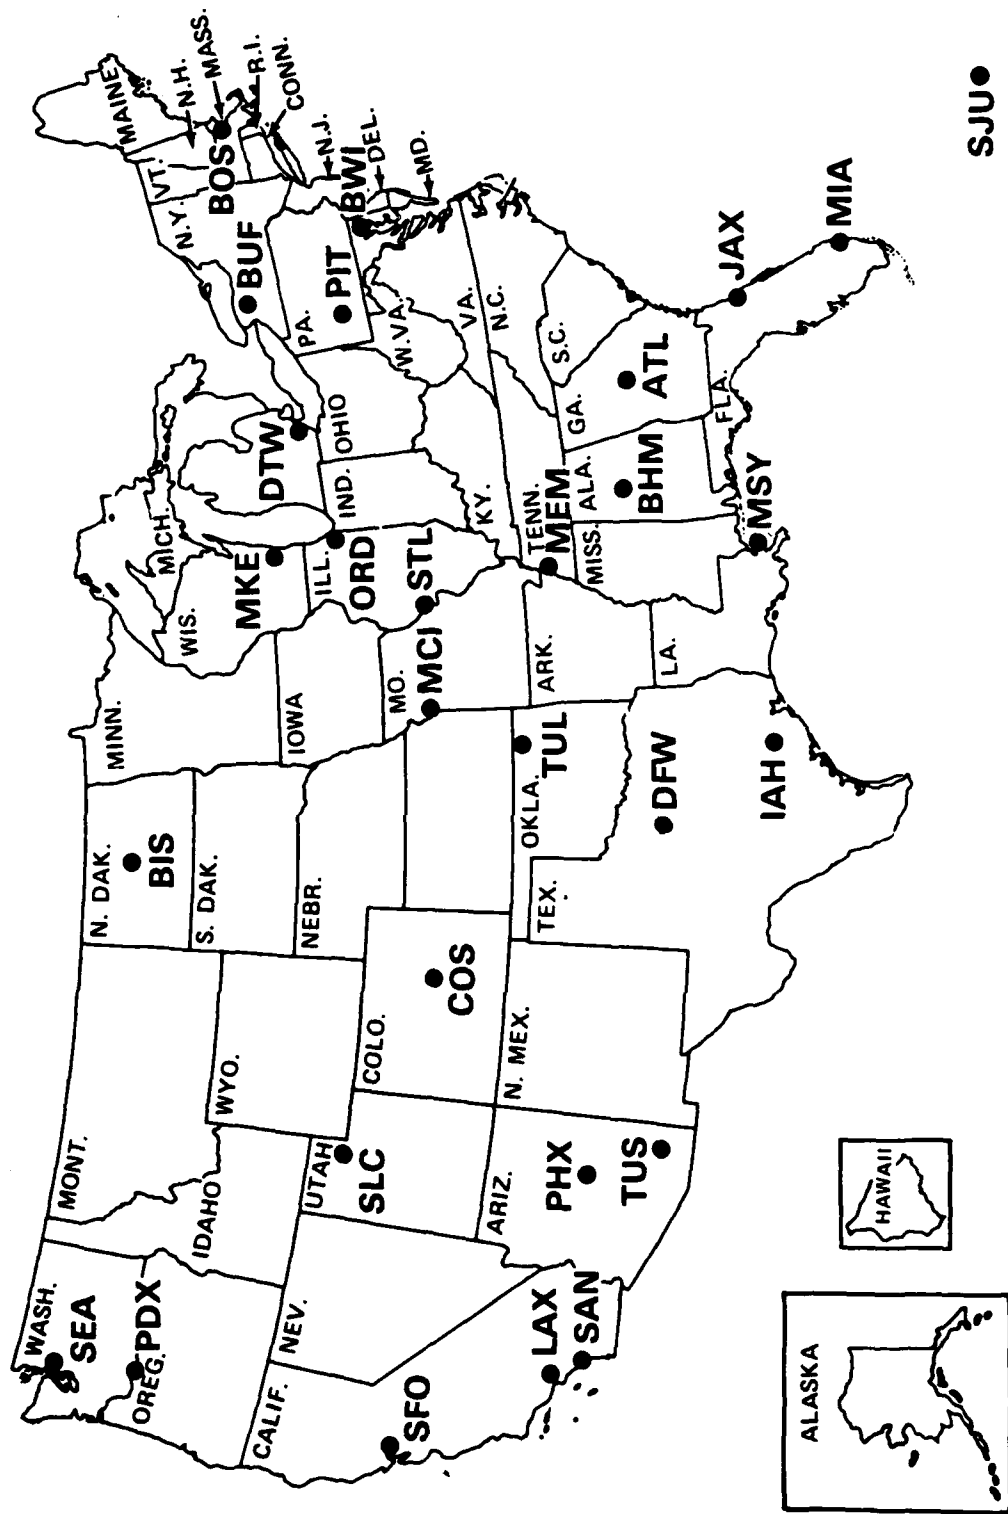 WASH.
SEA
PDX
OREG.
MONT.
IDAHO
WYO.
N. DAK.
BIS
S. DAK.
NEBR.
MINN.
IOWA
WIS.
MICH.
MKE
DTW
ILL.
ORD
IND.
OHIO
MAINE
VT.
N.H.
MASS.
R.I.
CONN.
N.Y.
BOS
BUF
N.J.
BWI
DEL.
MD.
PA.
PIT
W.VA.
VA.
CALIF.
NEV.
SFO
LAX
SAN
UTAH
SLC
COLO.
COS
ARIZ.
PHX
TUS
N. MEX.
MO.
MCI
STL
KY.
OKLA.
TUL
TEX.
DFW
IAH
ARK.
LA.
TENN.
MEM
MISS.
ALA.
BHM
MSY
N.C.
S.C.
GA.
ATL
FLA.
JAX
MIA
SJU
ALASKA
HAWAII